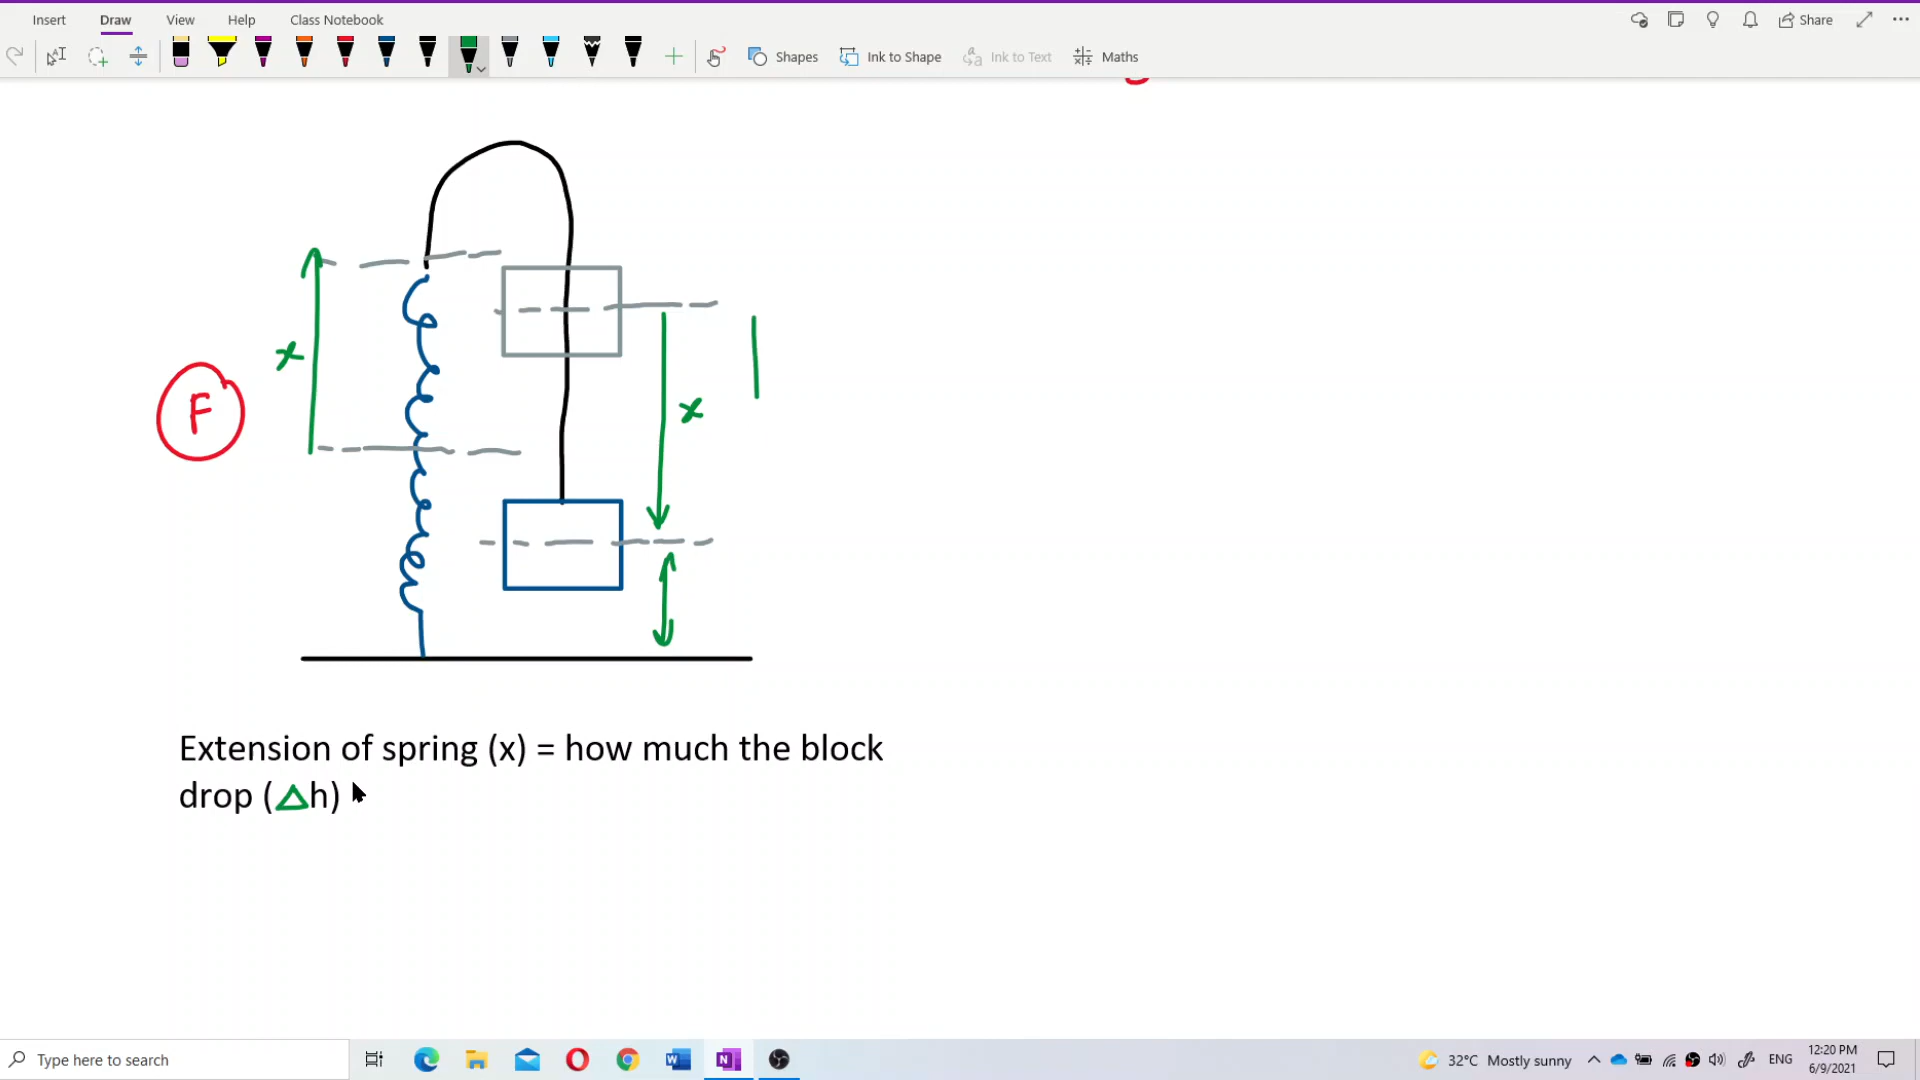 Insert Draw View Help Class Notebook Share
Shapes Ink to Shape Ink to Text Maths
x
F
x
Extension of spring (x) = how much the block
drop (△h)
Type here to search 32°C Mostly sunny ENG 12:20 PM
6/9/2021